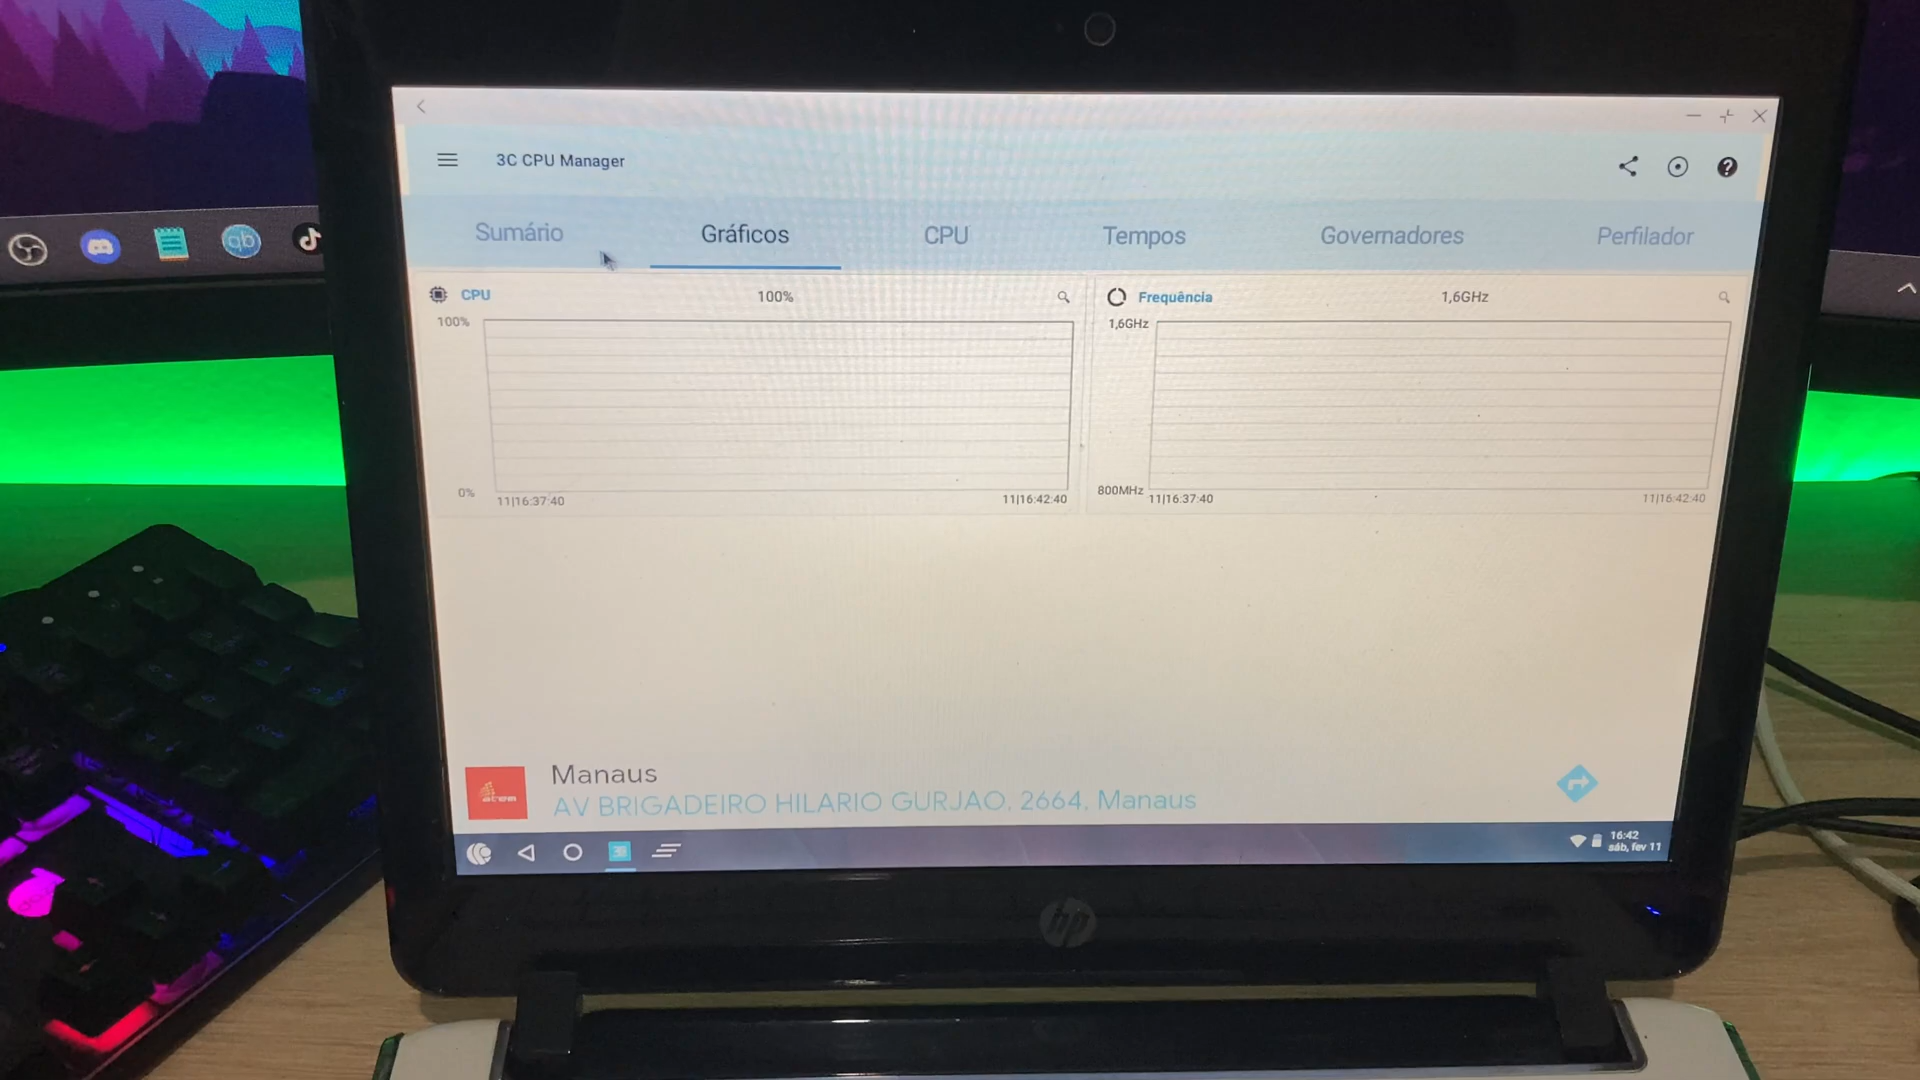 3C CPU Manager
Sumário
Gráficos
CPU
Tempos
Governadores
Perfilador
CPU
100%
100%
0%
11|16:37:40
11|16:42:40
Frequência
1,6GHz
1,6GHz
800MHz
11|16:37:40
11|16:42:40
Manaus
AV BRIGADEIRO HILARIO GURJAO, 2664, Manaus
16:42
sáb, fev 11
hp
qb